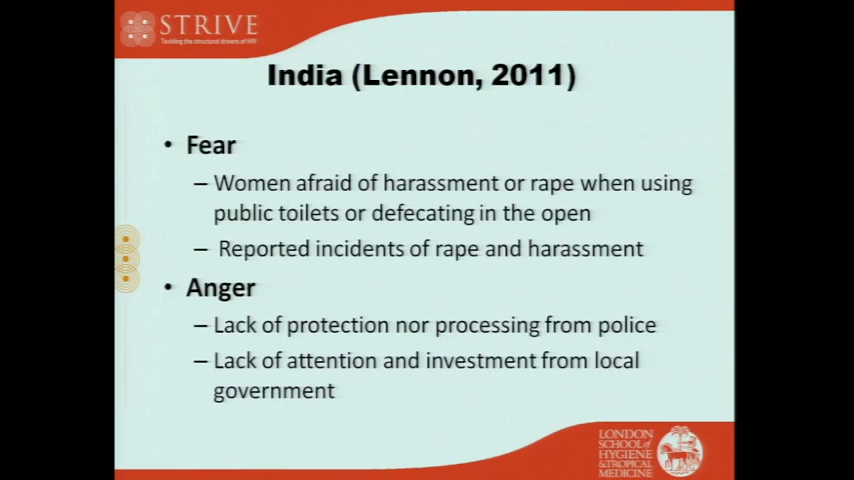 STRIVE
Tackling the structural drivers of HIV
India (Lennon, 2011)
• Fear
– Women afraid of harassment or rape when using
public toilets or defecating in the open
– Reported incidents of rape and harassment
• Anger
– Lack of protection nor processing from police
– Lack of attention and investment from local
government
LONDON
SCHOOL of
HYGIENE
& TROPICAL
MEDICINE